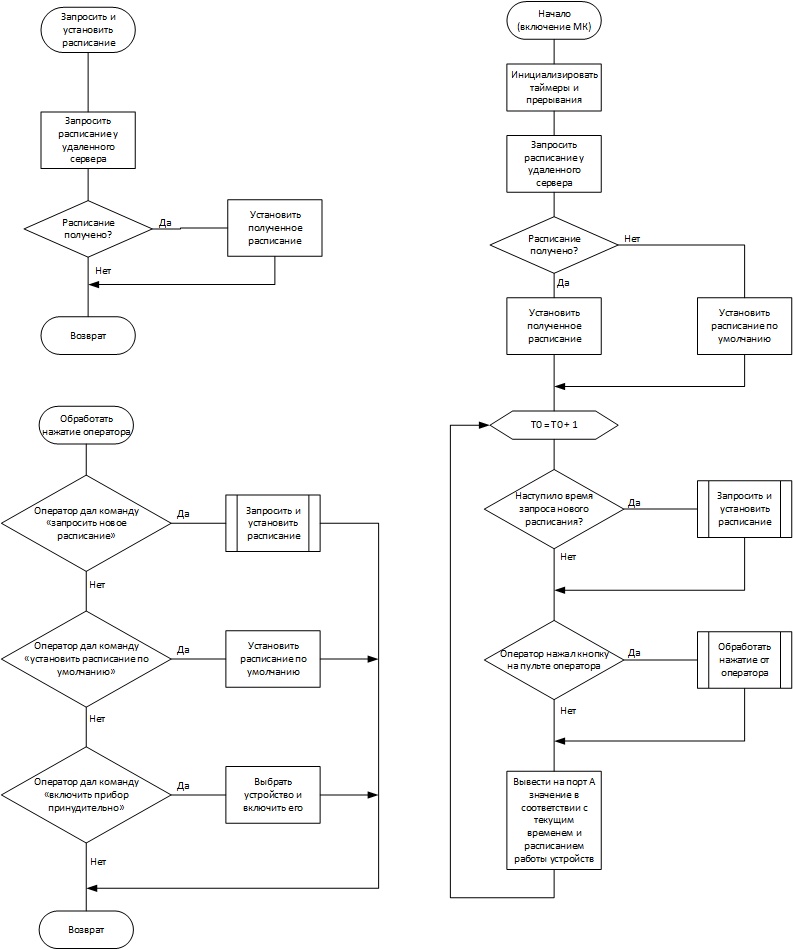 Запросить и
установить
расписание
Запросить
расписание у
удаленного
сервера
Расписание
получено?
Да
Установить
полученное
расписание
Нет
Возврат
Обработать
нажатие оператора
Оператор дал команду
«запросить новое
расписание»
Да
Запросить и
установить
расписание
Нет
Оператор дал команду
«установить расписание по
умолчанию»
Да
Установить
расписание по
умолчанию
Нет
Оператор дал команду
«включить прибор
принудительно»
Да
Выбрать
устройство и
включить его
Нет
Возврат
Начало
(включение МК)
Инициализировать
таймеры и
прерывания
Запросить
расписание у
удаленного
сервера
Расписание
получено?
Нет
Да
Установить
полученное
расписание
Установить
расписание по
умолчанию
T0 = T0 + 1
Наступило время
запроса нового
расписания?
Да
Запросить и
установить
расписание
Нет
Оператор нажал кнопку
на пульте оператора
Да
Обработать
нажатие от
оператора
Нет
Вывести на порт А
значение в
соответствии с
текущим
временем и
расписанием
работы устройств